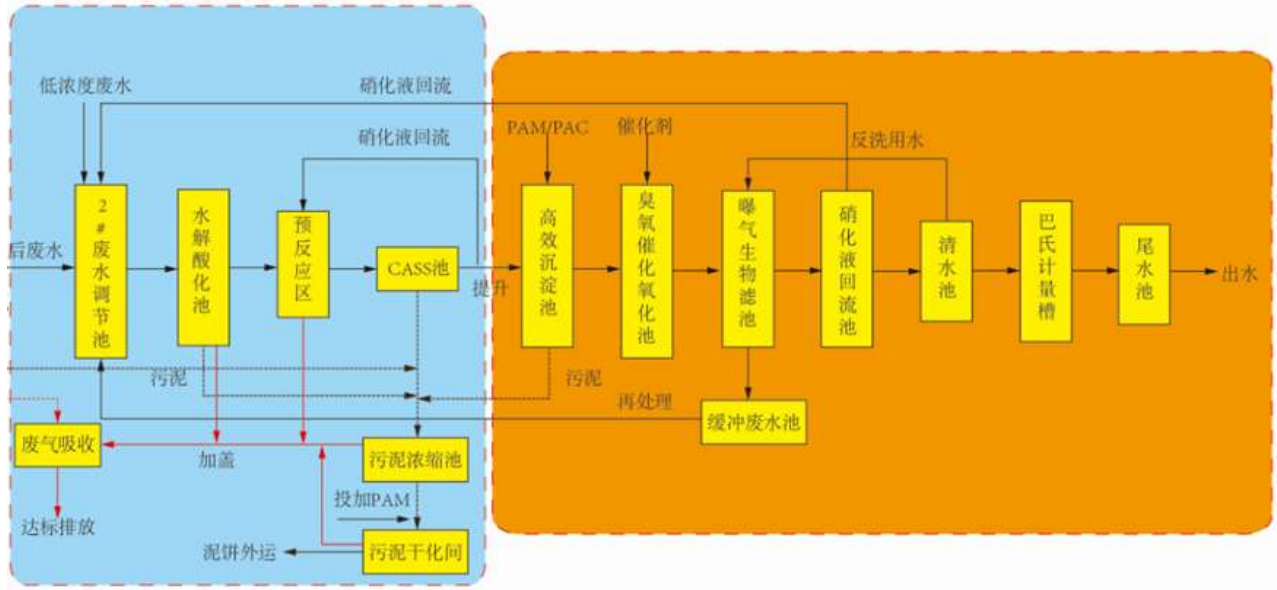 低浓度废水
硝化液回流
硝化液回流
PAM/PAC
催化剂
反洗用水
后废水
2#废水调节池
水解酸化池
预反应区
CASS池
提升
高效沉淀池
臭氧催化氧化池
曝气生物滤池
硝化液回流池
清水池
巴氏计量槽
尾水池
出水
污泥
污泥
再处理
缓冲废水池
废气吸收
加盖
污泥浓缩池
投加PAM
达标排放
泥饼外运
污泥干化间